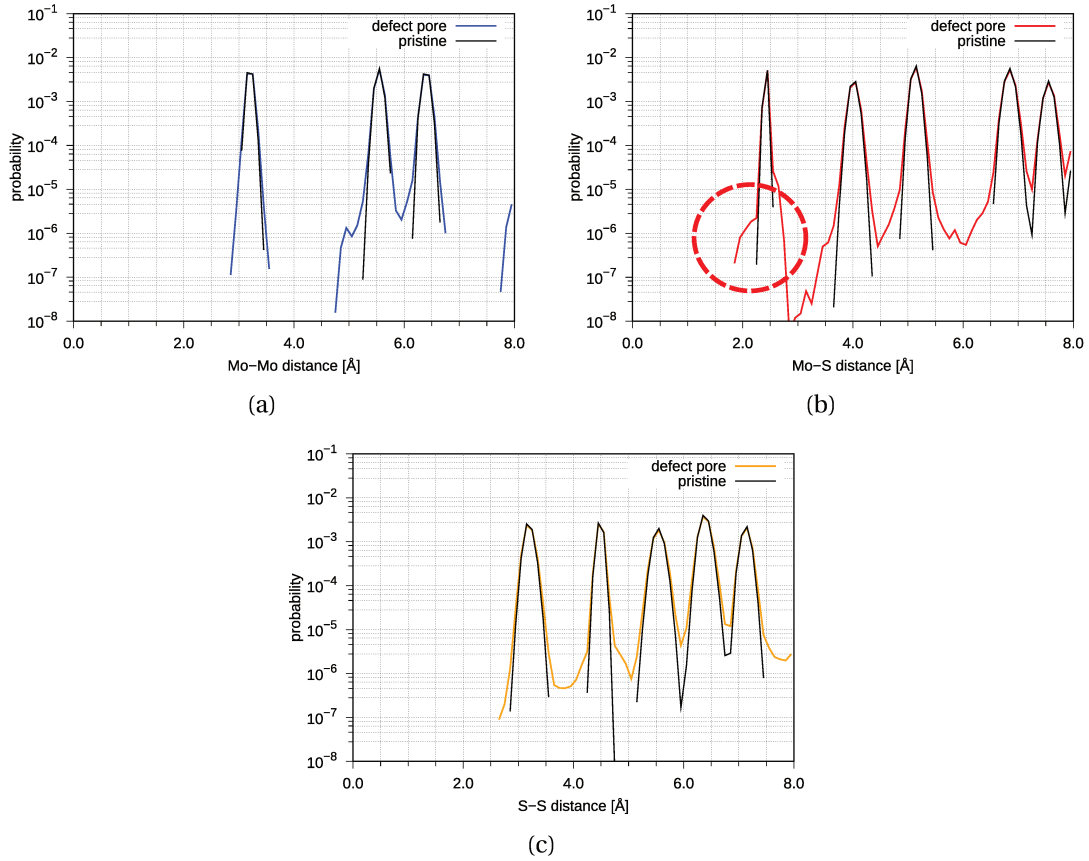 10⁻¹
10⁻²
10⁻³
10⁻⁴
10⁻⁵
10⁻⁶
10⁻⁷
10⁻⁸
probability
defect pore
pristine
0.0 2.0 4.0 6.0 8.0
Mo−Mo distance [Å]
(a)
10⁻¹
10⁻²
10⁻³
10⁻⁴
10⁻⁵
10⁻⁶
10⁻⁷
10⁻⁸
probability
defect pore
pristine
0.0 2.0 4.0 6.0 8.0
Mo−S distance [Å]
(b)
10⁻¹
10⁻²
10⁻³
10⁻⁴
10⁻⁵
10⁻⁶
10⁻⁷
10⁻⁸
probability
defect pore
pristine
0.0 2.0 4.0 6.0 8.0
S−S distance [Å]
(c)